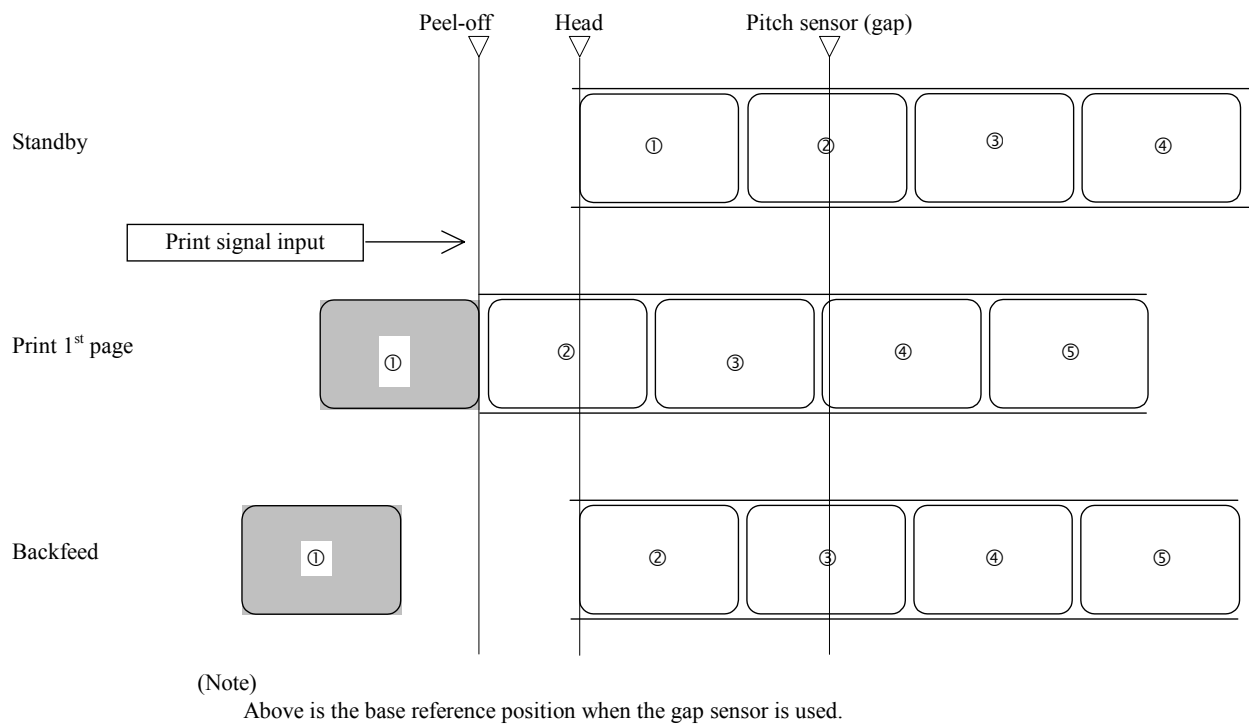 Peel-off Head Pitch sensor (gap)
Standby
① ② ③ ④
Print signal input
Print 1st page
① ② ③ ④ ⑤
Backfeed
① ② ③ ④ ⑤
(Note)
Above is the base reference position when the gap sensor is used.